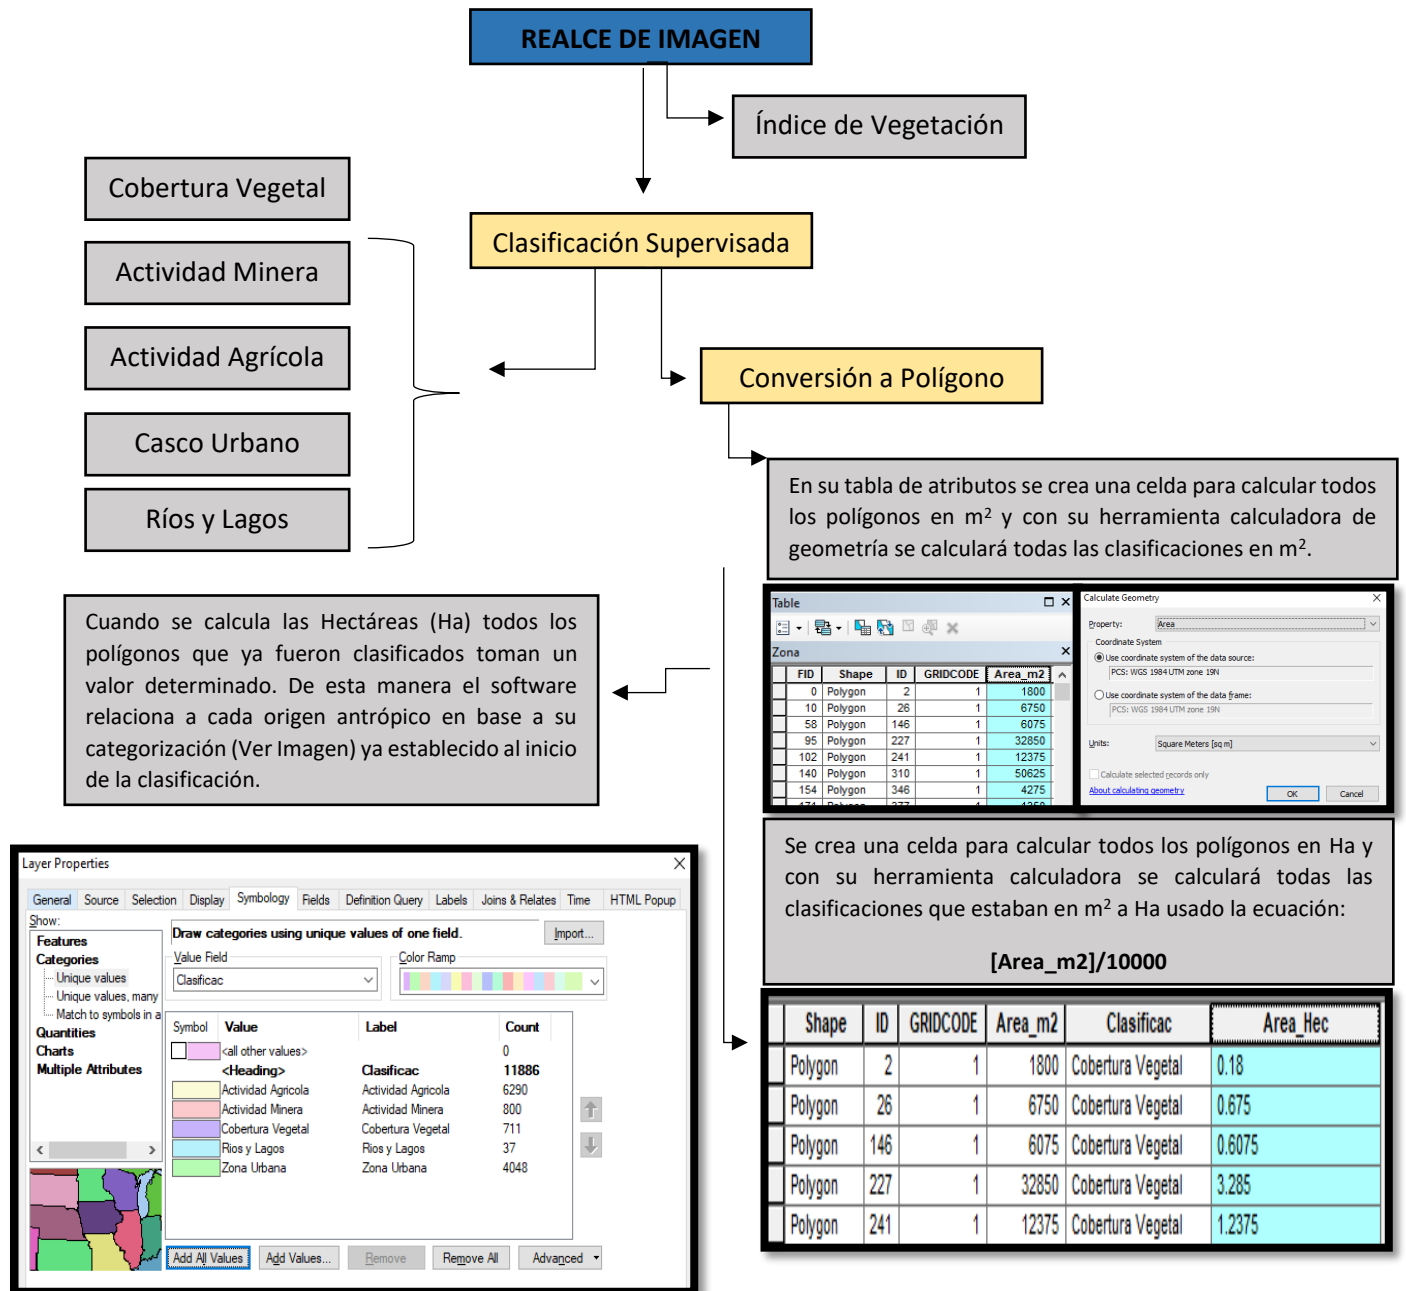 REALCE DE IMAGEN
Índice de Vegetación
Cobertura Vegetal
Clasificación Supervisada
Actividad Minera
Actividad Agrícola
Conversión a Polígono
Casco Urbano
Ríos y Lagos
En su tabla de atributos se crea una celda para calcular todos
los polígonos en m² y con su herramienta calculadora de
geometría se calculará todas las clasificaciones en m².
Cuando se calcula las Hectáreas (Ha) todos los
polígonos que ya fueron clasificados toman un
valor determinado. De esta manera el software
relaciona a cada origen antrópico en base a su
categorización (Ver Imagen) ya establecido al inicio
de la clasificación.
Table
Zona
FID Shape ID GRIDCODE Area_m2
0 Polygon 2 1 1800
10 Polygon 26 1 6750
58 Polygon 146 1 6075
95 Polygon 227 1 32850
102 Polygon 241 1 12375
140 Polygon 310 1 50625
154 Polygon 346 1 4275
Calculate Geometry
Property: Area
Coordinate System
Use coordinate system of the data source:
PCS: WGS 1984 UTM zone 19N
Use coordinate system of the data frame:
PCS: WGS 1984 UTM zone 19N
Units: Square Meters [sq m]
Calculate selected records only
About calculating geometry
OK Cancel
Se crea una celda para calcular todos los polígonos en Ha y
con su herramienta calculadora se calculará todas las
clasificaciones que estaban en m² a Ha usado la ecuación:
[Area_m2]/10000
Shape ID GRIDCODE Area_m2 Clasificac Area_Hec
Polygon 2 1 1800 Cobertura Vegetal 0.18
Polygon 26 1 6750 Cobertura Vegetal 0.675
Polygon 146 1 6075 Cobertura Vegetal 0.6075
Polygon 227 1 32850 Cobertura Vegetal 3.285
Polygon 241 1 12375 Cobertura Vegetal 1.2375
Layer Properties
General Source Selection Display Symbology Fields Definition Query Labels Joins & Relates Time HTML Popup
Show:
Features
Categories
Unique values
Unique values, many
Match to symbols in a
Quantities
Charts
Multiple Attributes
Draw categories using unique values of one field.
Import...
Value Field
Color Ramp
Clasificac
Symbol Value Label Count
<all other values> 0
<Heading> Clasificac 11886
Actividad Agricola Actividad Agricola 6290
Actividad Minera Actividad Minera 800
Cobertura Vegetal Cobertura Vegetal 711
Rios y Lagos Rios y Lagos 37
Zona Urbana Zona Urbana 4048
Add All Values Add Values... Remove Remove All Advanced